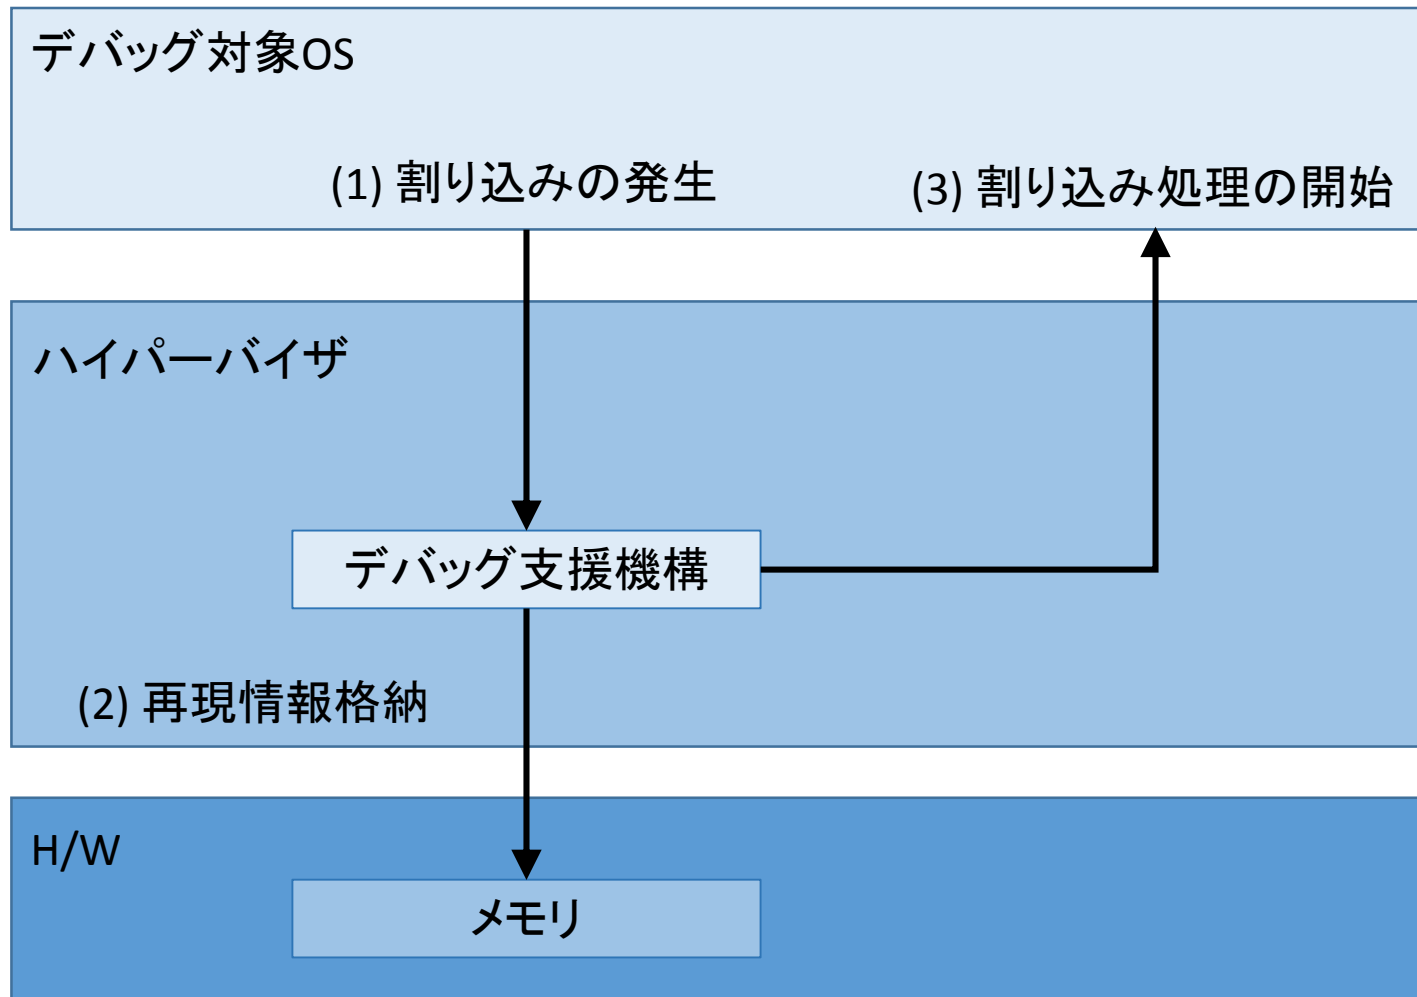 デバッグ対象OS
(1) 割り込みの発生
(3) 割り込み処理の開始
ハイパーバイザ
デバッグ支援機構
(2) 再現情報格納
H/W
メモリ